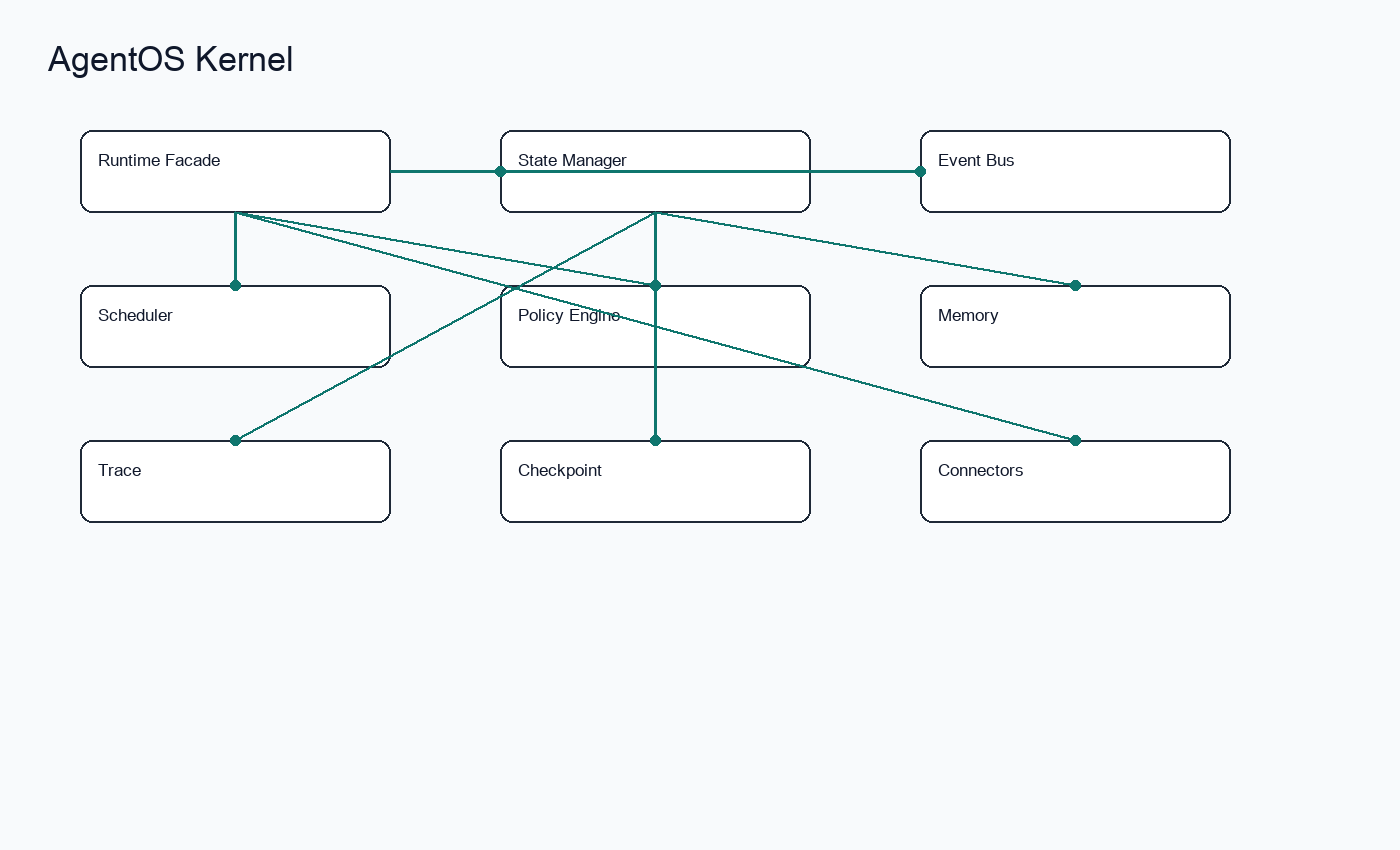 AgentOS Kernel
Runtime Facade
State Manager
Event Bus
Scheduler
Policy Engine
Memory
Trace
Checkpoint
Connectors